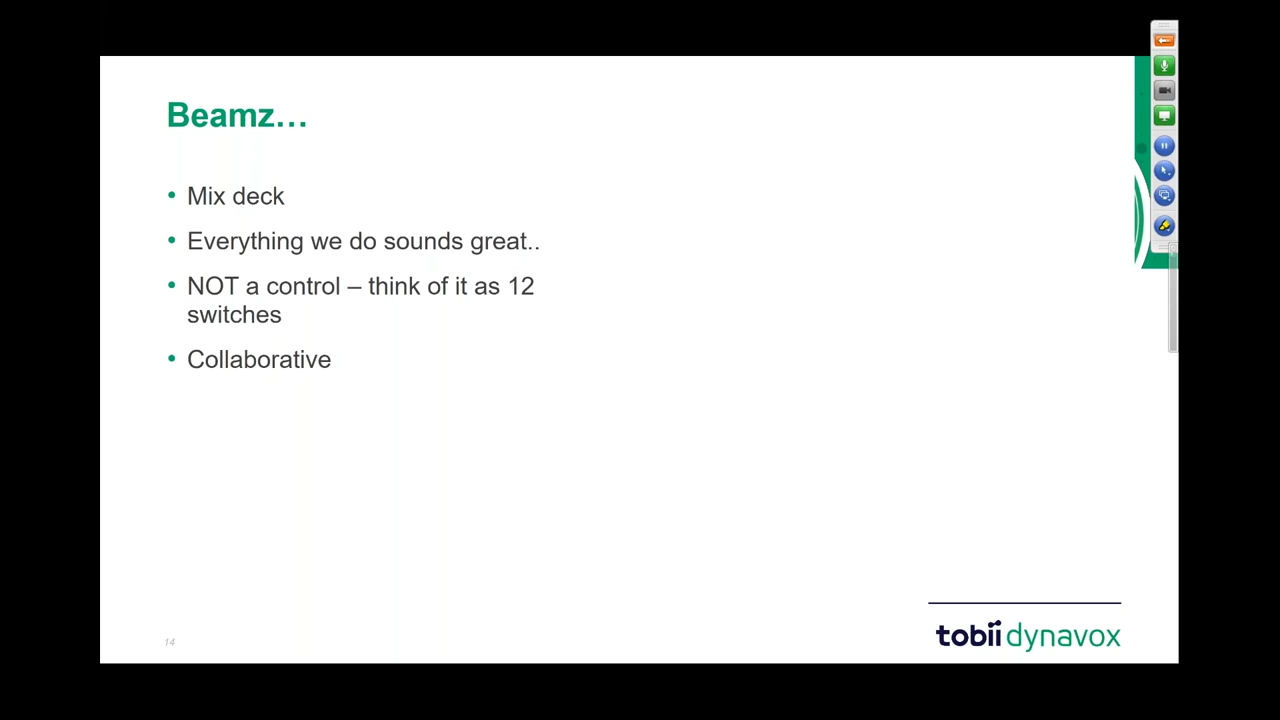 Beamz…
• Mix deck
• Everything we do sounds great..
• NOT a control – think of it as 12
switches
• Collaborative
14
tobii dynavox